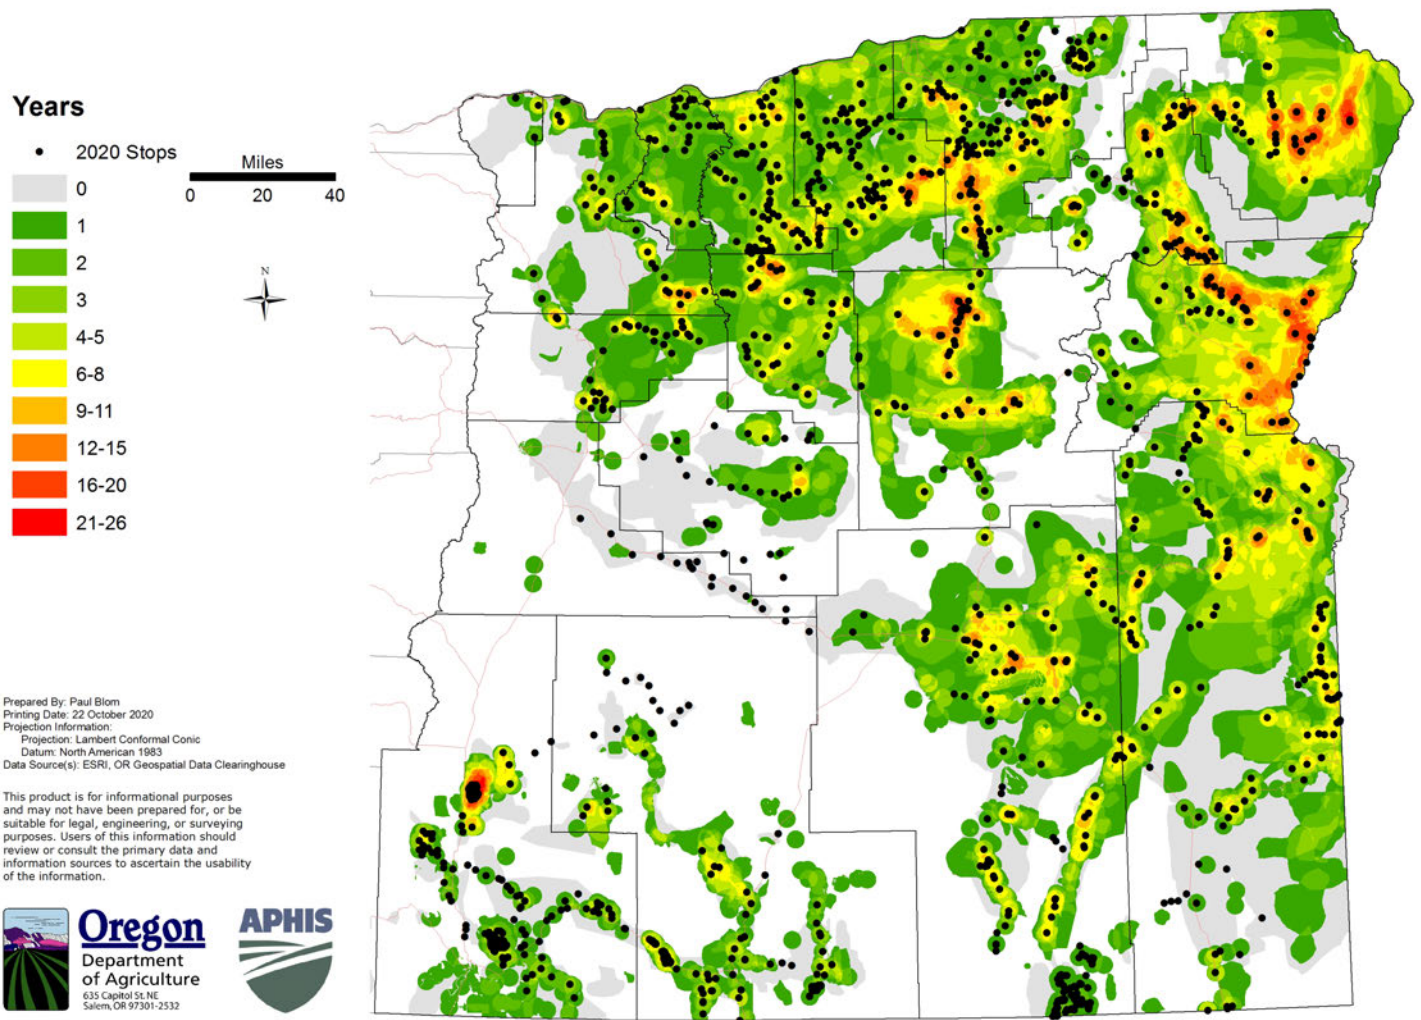 Years
2020 Stops
0
1
2
3
4-5
6-8
9-11
12-15
16-20
21-26
Miles
0 20 40
N
Prepared By: Paul Blom
Printing Date: 22 October 2020
Projection Information:
Projection: Lambert Conformal Conic
Datum: North American 1983
Data Source(s): ESRI, OR Geospatial Data Clearinghouse
This product is for informational purposes
and may not have been prepared for, or be
suitable for legal, engineering, or surveying
purposes. Users of this information should
review or consult the primary data and
information sources to ascertain the usability
of the information.
Oregon
Department
of Agriculture
635 Capitol St. NE
Salem, OR 97301-2532
APHIS